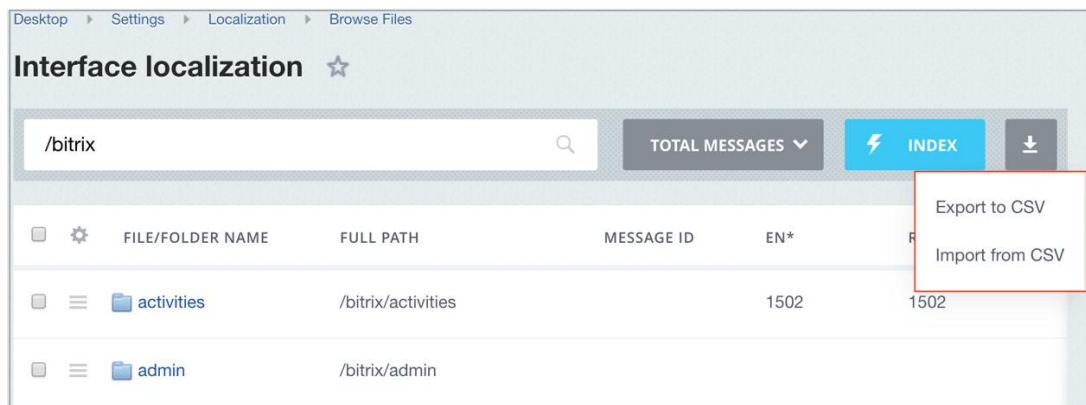 Desktop Settings Localization Browse Files
Interface localization
/bitrix TOTAL MESSAGES INDEX
Export to CSV
Import from CSV
FILE/FOLDER NAME FULL PATH MESSAGE ID EN*
activities /bitrix/activities 1502 1502
admin /bitrix/admin